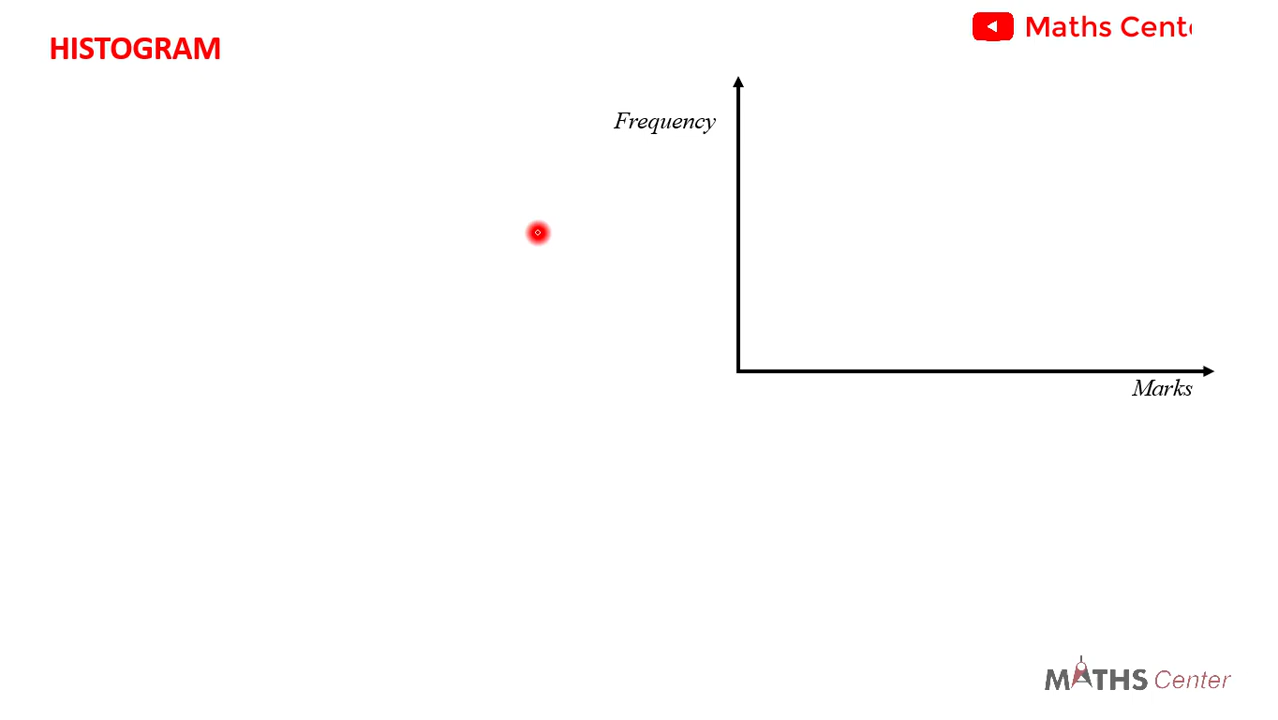 HISTOGRAM
Maths Cent
Frequency
Marks
MATHS Center